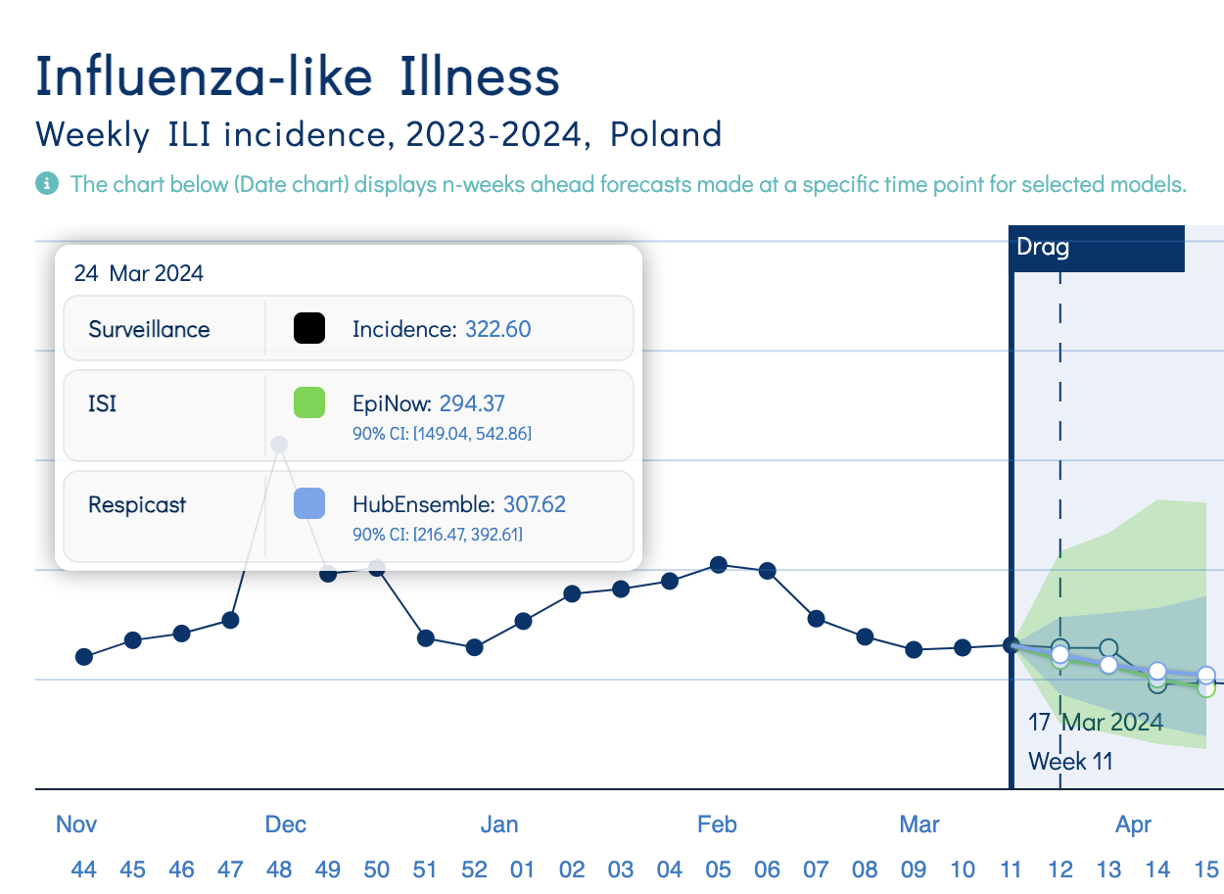 Influenza-like Illness
Weekly ILI incidence, 2023-2024, Poland
The chart below (Date chart) displays n-weeks ahead forecasts made at a specific time point for selected models.
Drag
24 Mar 2024
Surveillance Incidence: 322.60
ISI EpiNow: 294.37
90% CI: [149.04, 542.86]
Respicast HubEnsemble: 307.62
90% CI: [216.47, 392.61]
17 Mar 2024
Week 11
Nov Dec Jan Feb Mar Apr
44 45 46 47 48 49 50 51 52 01 02 03 04 05 06 07 08 09 10 11 12 13 14 15